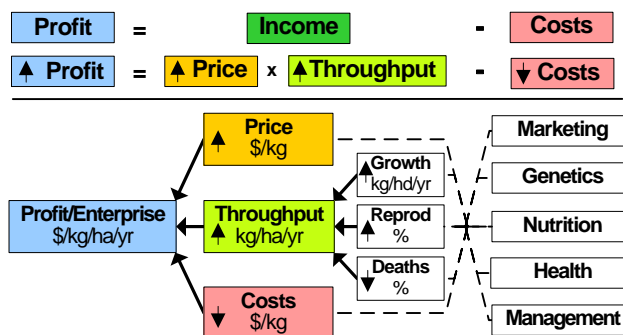 Profit = Income - Costs
Profit = Price x Throughput - Costs
Price
$/kg
Marketing
Growth
kg/hd/yr
Genetics
Profit/Enterprise
$/kg/ha/yr
Throughput
kg/ha/yr
Reprod
%
Nutrition
Deaths
%
Health
Costs
$/kg
Management